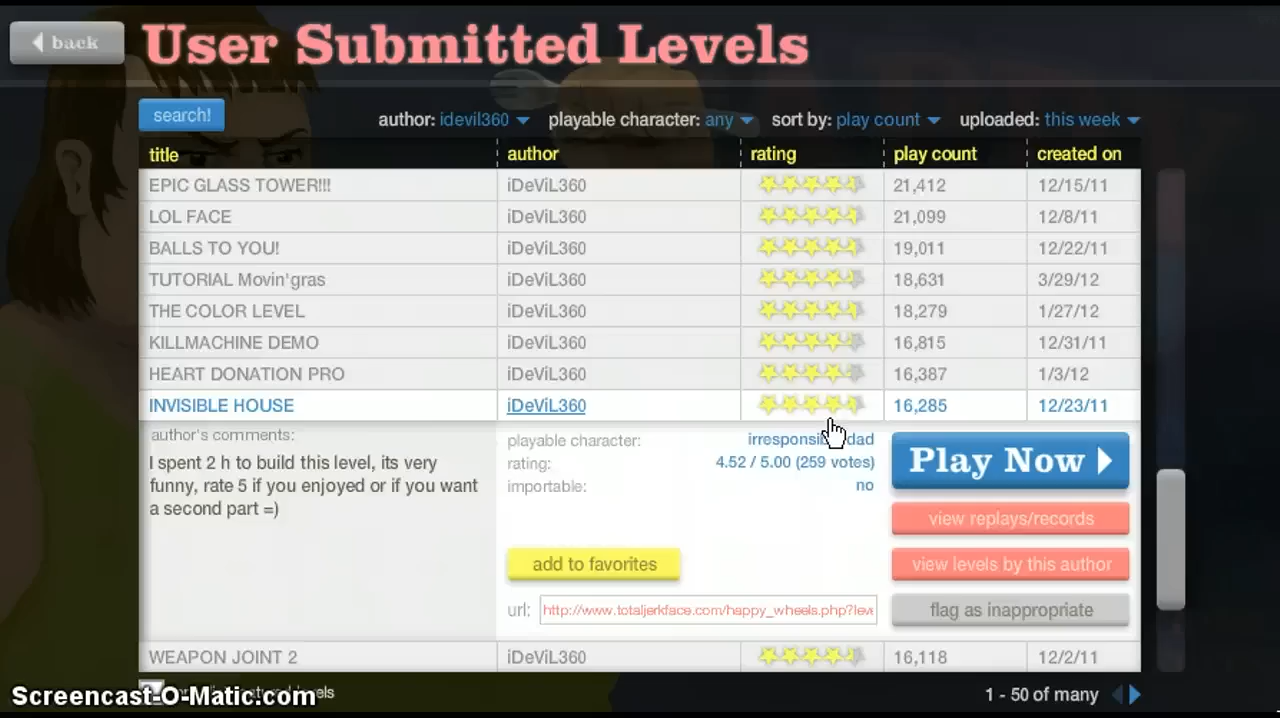 back
User Submitted Levels
search!
author: idevil360 playable character: any sort by: play count uploaded: this week
title author rating play count created on
EPIC GLASS TOWER!!! iDeViL360 21,412 12/15/11
LOL FACE iDeViL360 21,099 12/8/11
BALLS TO YOU! iDeViL360 19,011 12/22/11
TUTORIAL Movin'gras iDeViL360 18,631 3/29/12
THE COLOR LEVEL iDeViL360 18,279 1/27/12
KILLMACHINE DEMO iDeViL360 16,815 12/31/11
HEART DONATION PRO iDeViL360 16,387 1/3/12
INVISIBLE HOUSE iDeViL360 16,285 12/23/11
author's comments:
I spent 2 h to build this level, its very
funny, rate 5 if you enjoyed or if you want
a second part =)
playable character: dad
rating: 4.52 / 5.00 (259 votes)
importable: no
add to favorites
url: http://www.totaljerkface.com/happy_wheels.php?leve
Play Now
view replays/records
view levels by this author
flag as inappropriate
WEAPON JOINT 2 iDeViL360 16,118 12/2/11
Screencast-O-Matic.com levels
1 - 50 of many